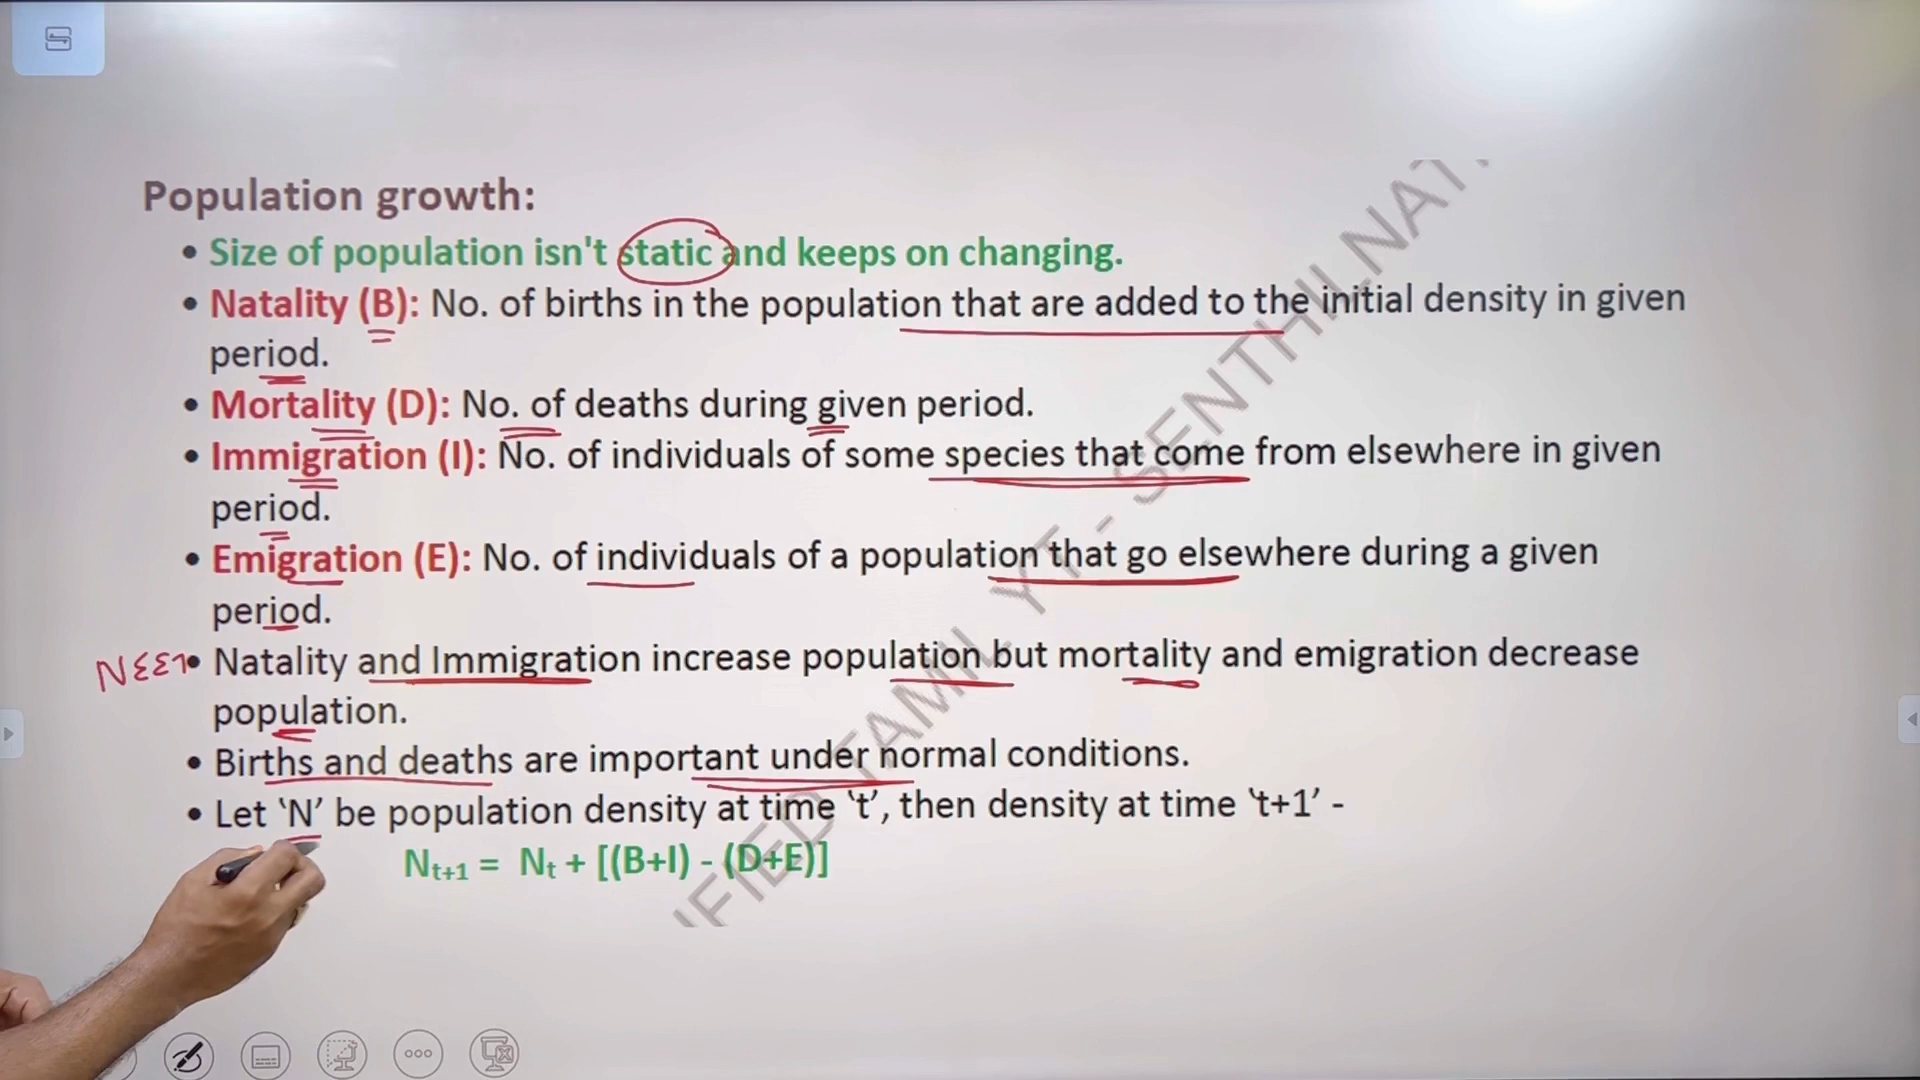 Population growth:
• Size of population isn't static and keeps on changing.
• Natality (B): No. of births in the population that are added to the initial density in given
period.
• Mortality (D): No. of deaths during given period.
• Immigration (I): No. of individuals of some species that come from elsewhere in given
period.
• Emigration (E): No. of individuals of a population that go elsewhere during a given
period.
NEET • Natality and Immigration increase population but mortality and emigration decrease
population.
• Births and deaths are important under normal conditions.
• Let ‘N’ be population density at time ‘t’, then density at time ‘t+1’ -
Nt+1 = Nt + [(B+I) - (D+E)]
IFIED TAMIL YT - SENTHILNAT